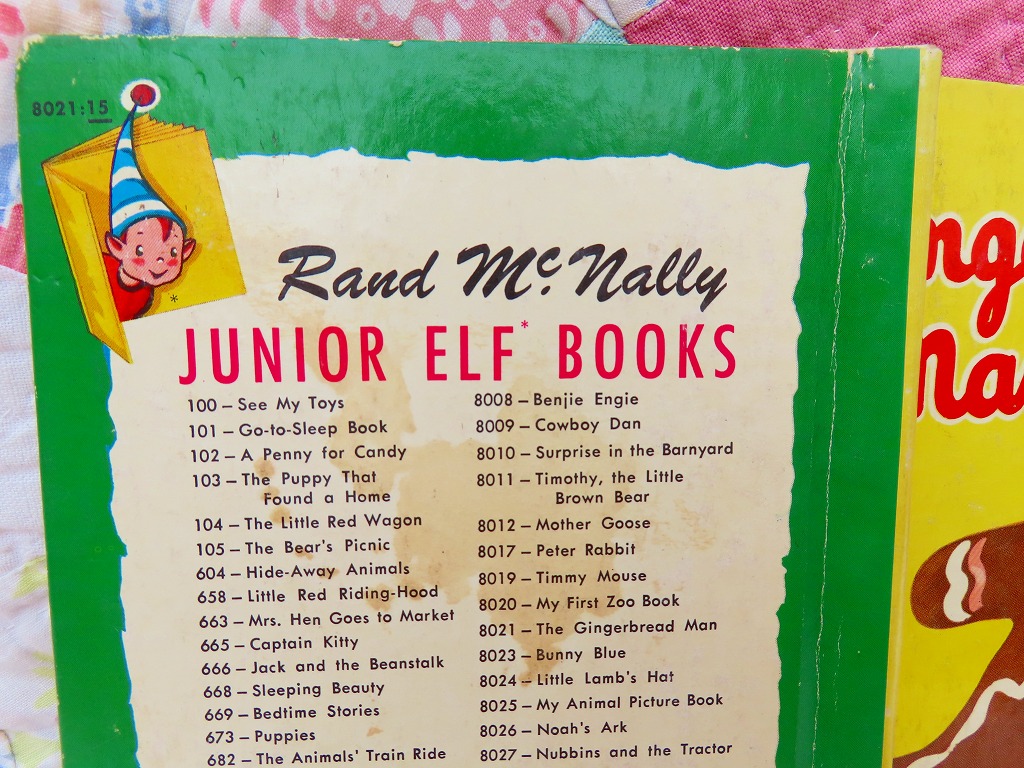 8021:15
Rand McNally
JUNIOR ELF* BOOKS
100 – See My Toys
101 – Go-to-Sleep Book
102 – A Penny for Candy
103 – The Puppy That
Found a Home
104 – The Little Red Wagon
105 – The Bear's Picnic
604 – Hide-Away Animals
658 – Little Red Riding-Hood
663 – Mrs. Hen Goes to Market
665 – Captain Kitty
666 – Jack and the Beanstalk
668 – Sleeping Beauty
669 – Bedtime Stories
673 – Puppies
682 – The Animals' Train Ride
8008 – Benjie Engie
8009 – Cowboy Dan
8010 – Surprise in the Barnyard
8011 – Timothy, the Little
Brown Bear
8012 – Mother Goose
8017 – Peter Rabbit
8019 – Timmy Mouse
8020 – My First Zoo Book
8021 – The Gingerbread Man
8023 – Bunny Blue
8024 – Little Lamb's Hat
8025 – My Animal Picture Book
8026 – Noah's Ark
8027 – Nubbins and the Tractor
*